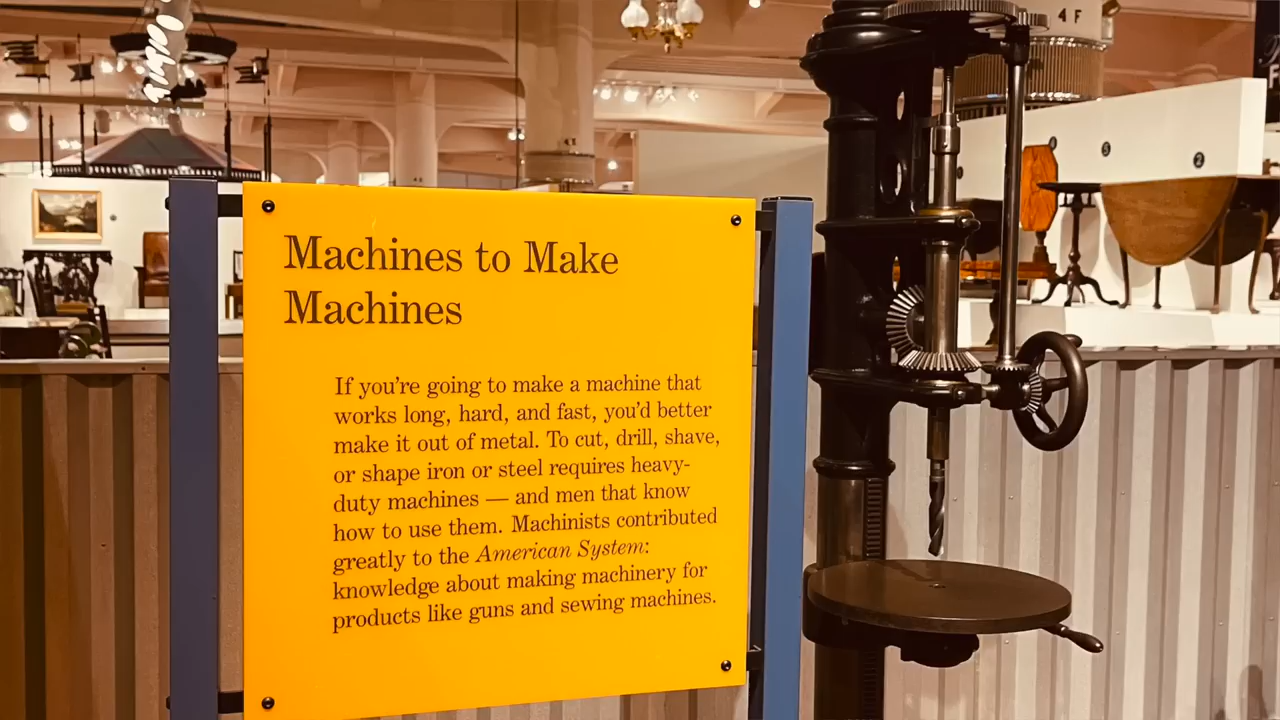 Machines to Make
Machines
If you're going to make a machine that
works long, hard, and fast, you'd better
make it out of metal. To cut, drill, shave,
or shape iron or steel requires heavy-
duty machines — and men that know
how to use them. Machinists contributed
greatly to the American System:
knowledge about making machinery for
products like guns and sewing machines.
4 F
3
2